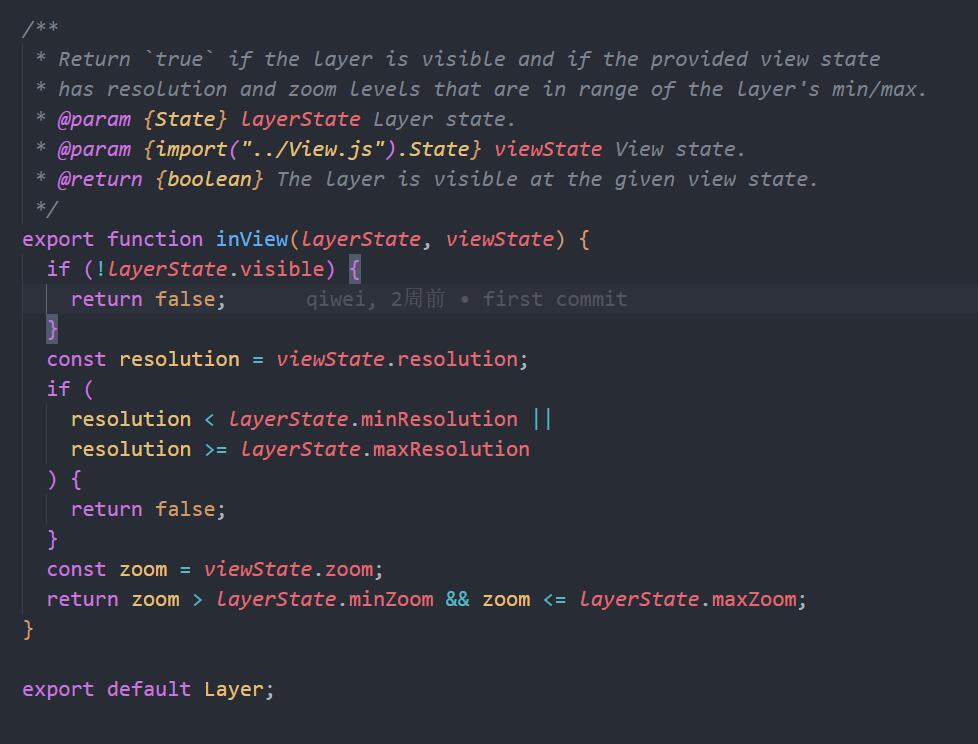 /**
 * Return `true` if the layer is visible and if the provided view state
 * has resolution and zoom levels that are in range of the layer's min/max.
 * @param {State} layerState Layer state.
 * @param {import("../View.js").State} viewState View state.
 * @return {boolean} The layer is visible at the given view state.
 */
export function inView(layerState, viewState) {
  if (!layerState.visible) {
    return false;      qiwei, 2周前 • first commit
  }
  const resolution = viewState.resolution;
  if (
    resolution < layerState.minResolution ||
    resolution >= layerState.maxResolution
  ) {
    return false;
  }
  const zoom = viewState.zoom;
  return zoom > layerState.minZoom && zoom <= layerState.maxZoom;
}
export default Layer;